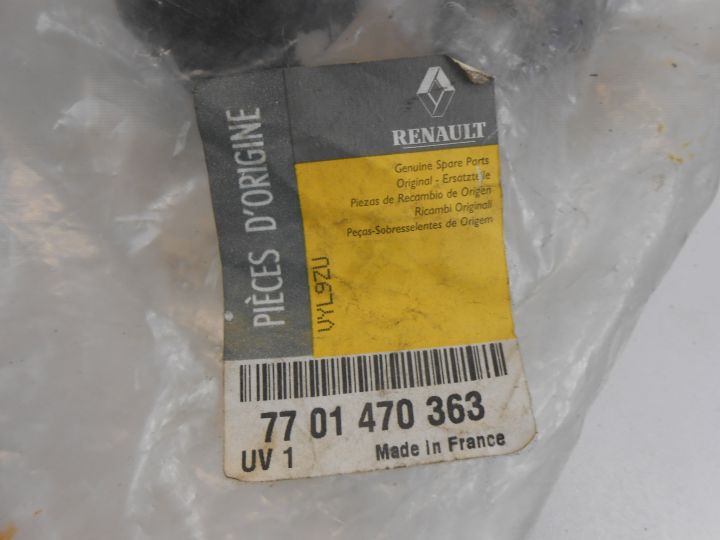 PIÈCES D'ORIGINE
RENAULT
Genuine Spare Parts
Original - Ersatzteile
Piezas de Recambio de Origen
Ricambi Originali
Peças-Sobresselentes de Origem
VYL9ZU
77 01 470 363
UV 1
Made in France